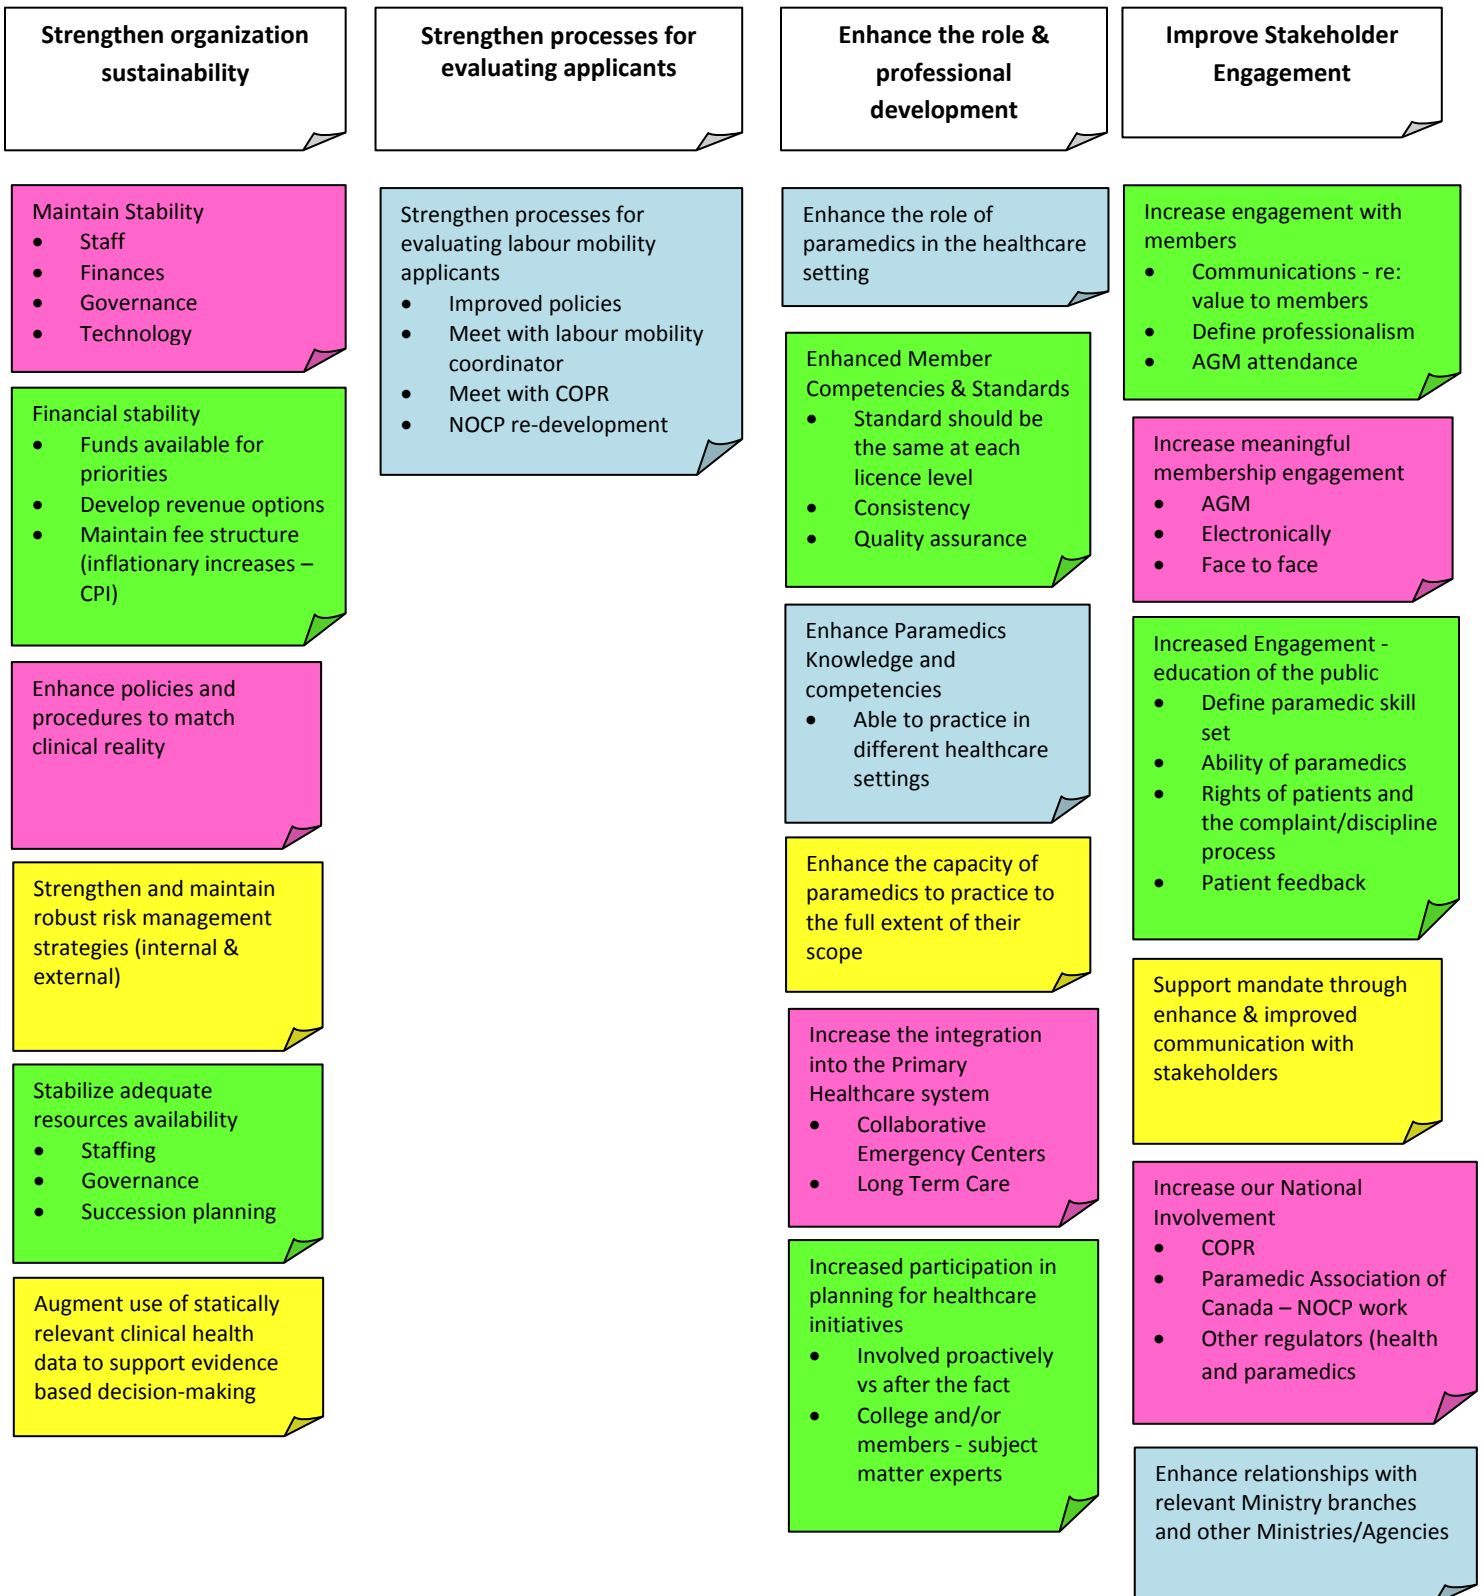 Strengthen organization
sustainability
Maintain Stability
• Staff
• Finances
• Governance
• Technology
Financial stability
• Funds available for
priorities
• Develop revenue options
• Maintain fee structure
(inflationary increases –
CPI)
Enhance policies and
procedures to match
clinical reality
Strengthen and maintain
robust risk management
strategies (internal &
external)
Stabilize adequate
resources availability
• Staffing
• Governance
• Succession planning
Augment use of statically
relevant clinical health
data to support evidence
based decision-making
Strengthen processes for
evaluating applicants
Strengthen processes for
evaluating labour mobility
applicants
• Improved policies
• Meet with labour mobility
coordinator
• Meet with COPR
• NOCP re-development
Enhance the role &
professional
development
Enhance the role of
paramedics in the healthcare
setting
Enhanced Member
Competencies & Standards
• Standard should be
the same at each
licence level
• Consistency
• Quality assurance
Enhance Paramedics
Knowledge and
competencies
• Able to practice in
different healthcare
settings
Enhance the capacity of
paramedics to practice to
the full extent of their
scope
Increase the integration
into the Primary
Healthcare system
• Collaborative
Emergency Centers
• Long Term Care
Increased participation in
planning for healthcare
initiatives
• Involved proactively
vs after the fact
• College and/or
members - subject
matter experts
Improve Stakeholder
Engagement
Increase engagement with
members
• Communications - re:
value to members
• Define professionalism
• AGM attendance
Increase meaningful
membership engagement
• AGM
• Electronically
• Face to face
Increased Engagement -
education of the public
• Define paramedic skill
set
• Ability of paramedics
• Rights of patients and
the complaint/discipline
process
• Patient feedback
Support mandate through
enhance & improved
communication with
stakeholders
Increase our National
Involvement
• COPR
• Paramedic Association of
Canada – NOCP work
• Other regulators (health
and paramedics
Enhance relationships with
relevant Ministry branches
and other Ministries/Agencies